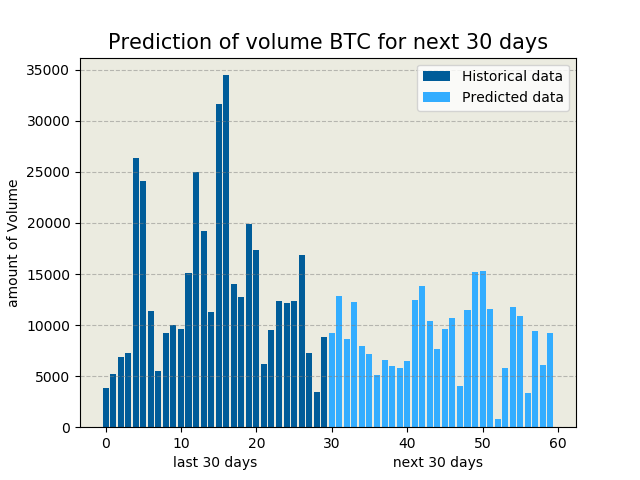 Prediction of volume BTC for next 30 days
Historical data
Predicted data
amount of Volume
35000
30000
25000
20000
15000
10000
5000
0
0 10 20 30 40 50 60
last 30 days next 30 days